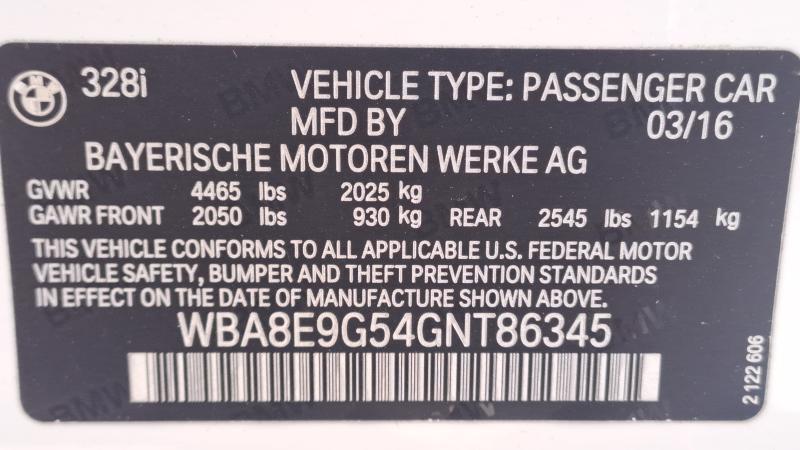 BMW 328i VEHICLE TYPE: PASSENGER CAR
MFD BY 03/16
BAYERISCHE MOTOREN WERKE AG
GVWR 4465 lbs 2025 kg
GAWR FRONT 2050 lbs 930 kg REAR 2545 lbs 1154 kg
THIS VEHICLE CONFORMS TO ALL APPLICABLE U.S. FEDERAL MOTOR
VEHICLE SAFETY, BUMPER AND THEFT PREVENTION STANDARDS
IN EFFECT ON THE DATE OF MANUFACTURE SHOWN ABOVE.
WBA8E9G54GNT86345
2 122 606